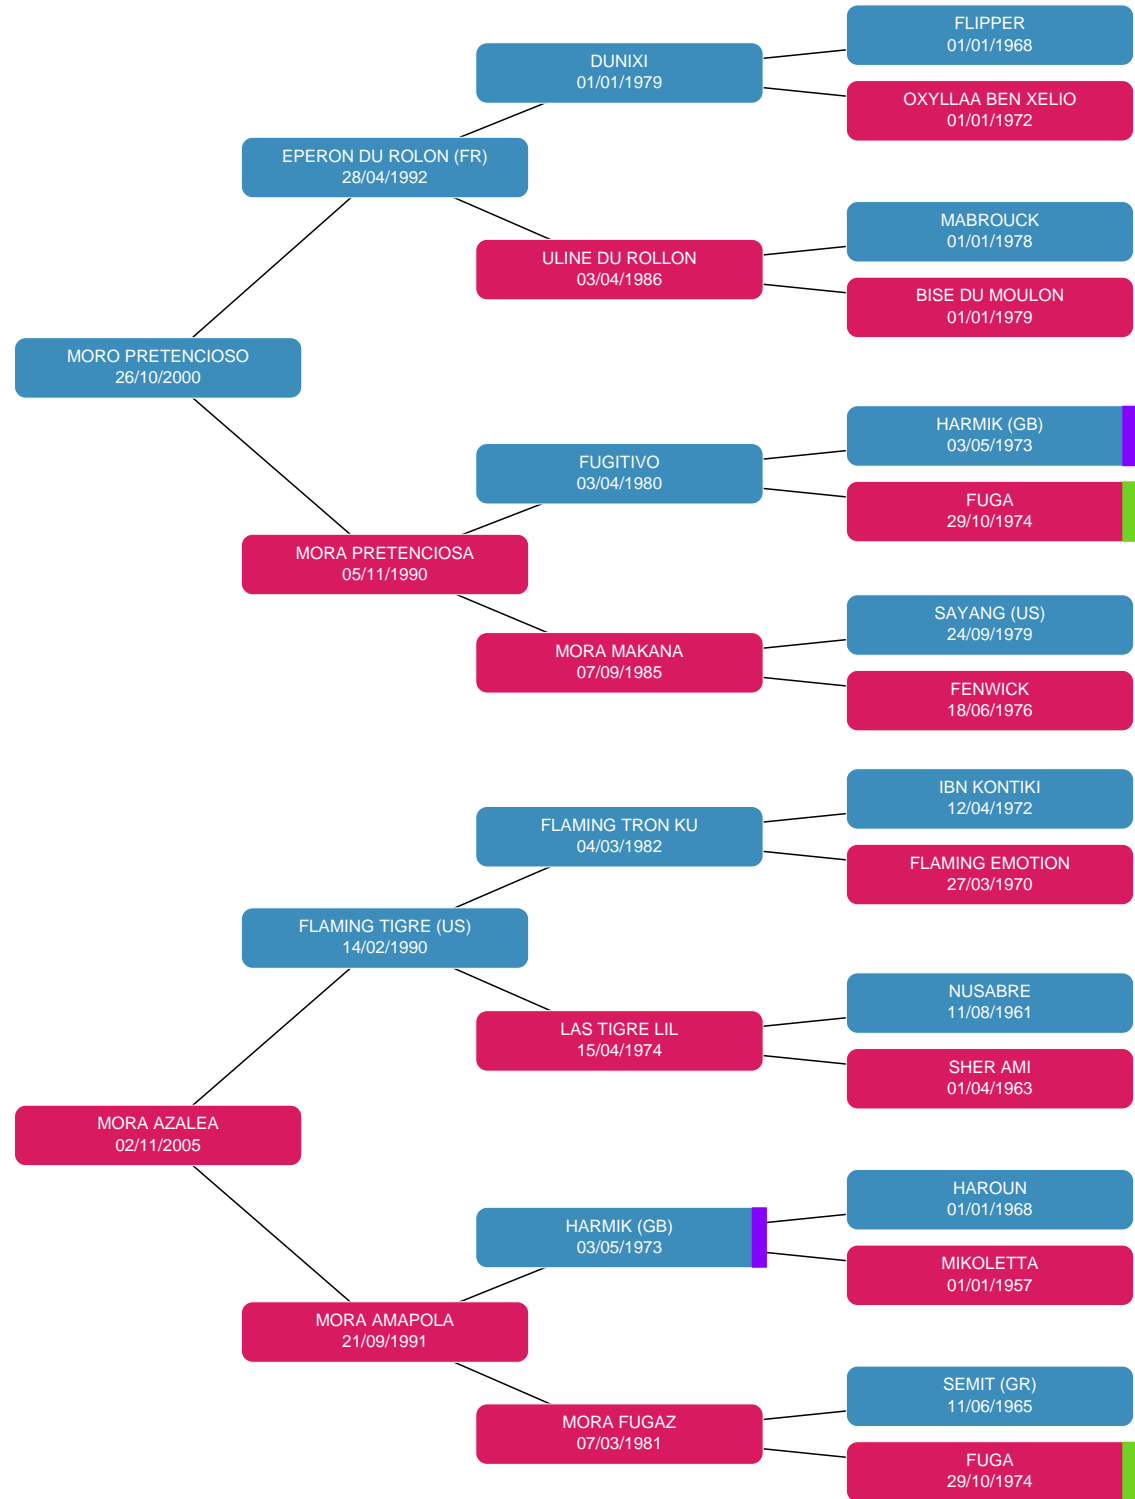 FLIPPER
01/01/1968
DUNIXI
01/01/1979
OXYLLAA BEN XELIO
01/01/1972
EPERON DU ROLON (FR)
28/04/1992
MABROUCK
01/01/1978
ULINE DU ROLLON
03/04/1986
BISE DU MOULON
01/01/1979
MORO PRETENCIOSO
26/10/2000
HARMIK (GB)
03/05/1973
FUGITIVO
03/04/1980
FUGA
29/10/1974
MORA PRETENCIOSA
05/11/1990
SAYANG (US)
24/09/1979
MORA MAKANA
07/09/1985
FENWICK
18/06/1976
IBN KONTIKI
12/04/1972
FLAMING TRON KU
04/03/1982
FLAMING EMOTION
27/03/1970
FLAMING TIGRE (US)
14/02/1990
NUSABRE
11/08/1961
LAS TIGRE LIL
15/04/1974
SHER AMI
01/04/1963
MORA AZALEA
02/11/2005
HAROUN
01/01/1968
HARMIK (GB)
03/05/1973
MIKOLETTA
01/01/1957
MORA AMAPOLA
21/09/1991
SEMIT (GR)
11/06/1965
MORA FUGAZ
07/03/1981
FUGA
29/10/1974